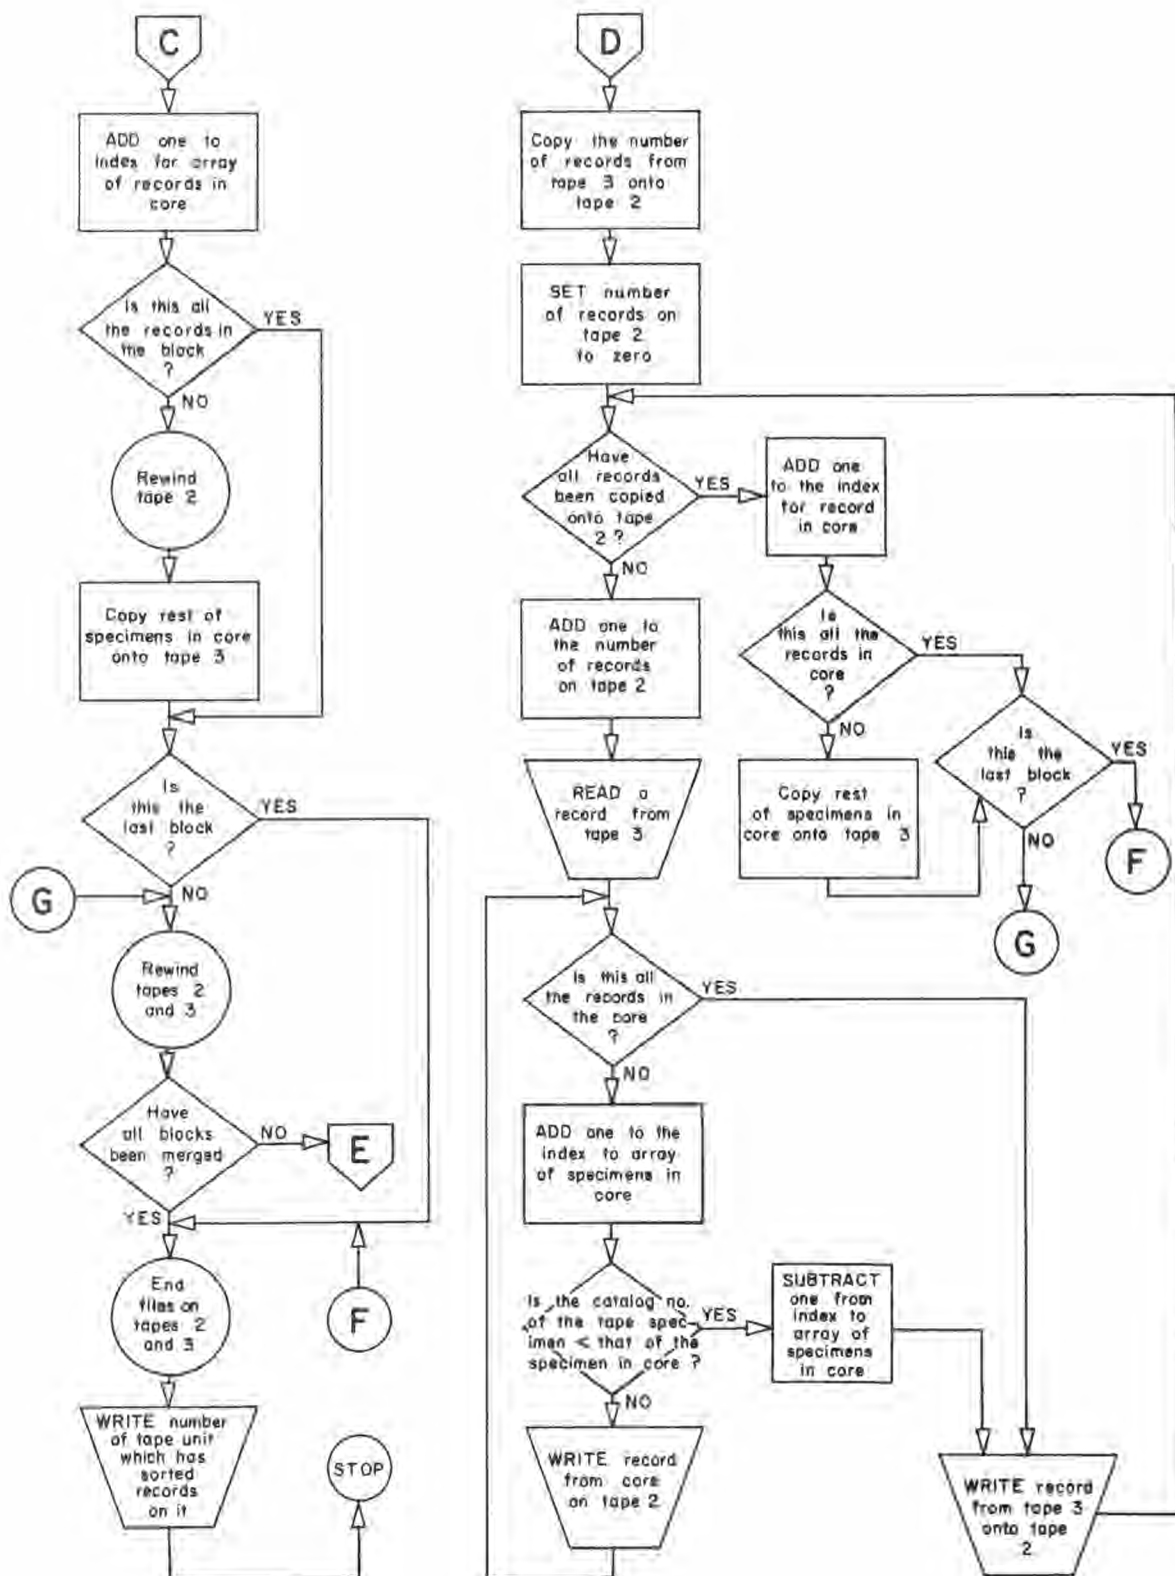 C
ADD one to
index for array
of records in
core
Is this all
the records in
the block
?
YES
NO
Rewind
tape 2
Copy rest of
specimens in core
onto tape 3
Is
this the
last block
?
YES
NO
G
Rewind
tapes 2
and 3
Have
all blocks
been merged
?
NO
E
YES
End
files on
tapes 2
and 3
F
WRITE number
of tape unit
which has
sorted
records
on it
STOP
D
Copy the number
of records from
tape 3 onto
tape 2
SET number
of records on
tape 2
to zero
Have
all records
been copied
onto tape
2 ?
YES
NO
ADD one
to the index
for record
in core
Is
this all the
records in
core
?
YES
NO
Copy rest
of specimens in
core onto tape 3
Is
this the
last block
?
YES
NO
F
G
ADD one to
the number
of records
on tape 2
READ a
record from
tape 3
Is this all
the records in
the core
?
YES
NO
ADD one to the
index to array
of specimens in
core
Is the catalog no.
of the tape spec-
imen < that of the
specimen in core ?
YES
NO
SUBTRACT
one from
index to
array of
specimens
in core
WRITE record
from core
on tape 2
WRITE record
from tape 3
onto tape
2